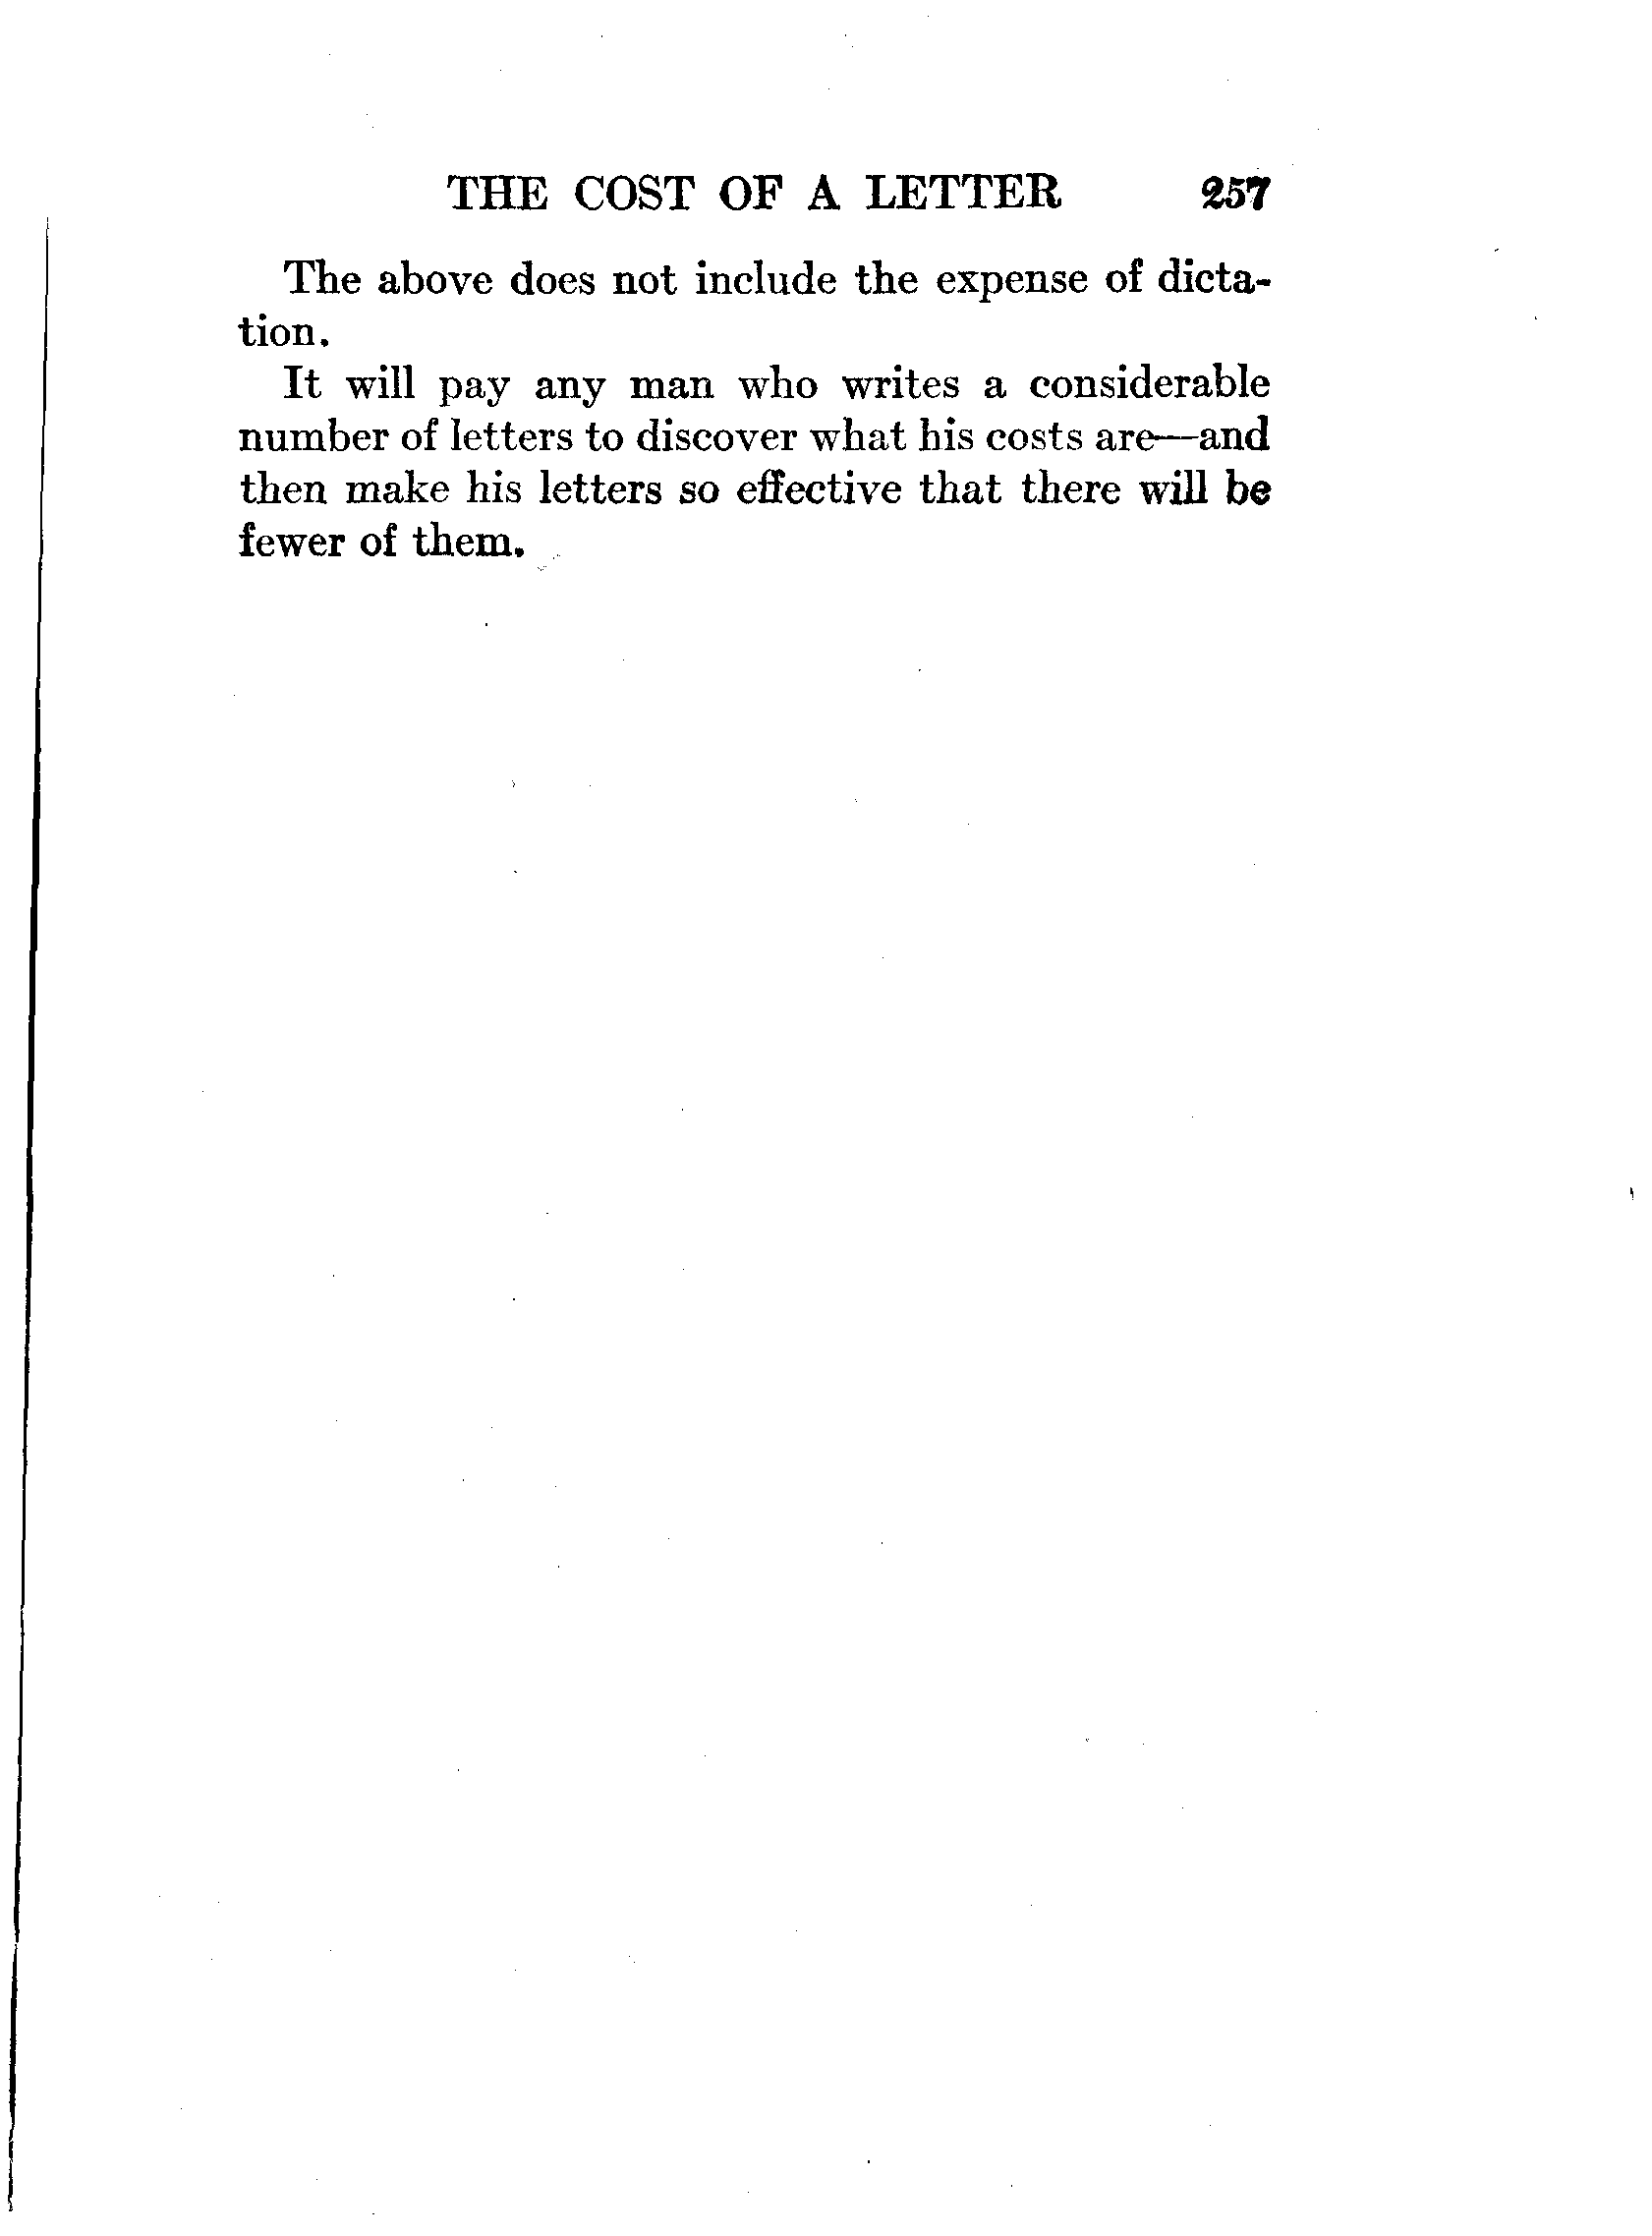 THE COST OF A LETTER 257
The above does not include the expense of dicta-
tion.
It will pay any man who writes a considerable
number of letters to discover what his costs are—and
then make his letters so effective that there will be
fewer of them.